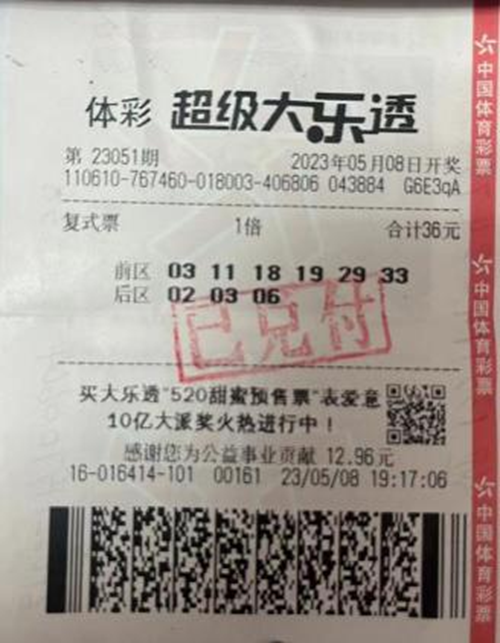 体彩 超级大乐透
第 23051期 2023年05月08日开奖
110610-767460-018003-406806 043884 G6E3qA
复式票 1倍 合计36元
前区 03 11 18 19 29 33
后区 02 03 06
已兑付
买大乐透"520甜蜜预售票"表爱意
10亿大派奖火热进行中！
感谢您为公益事业贡献 12.96元
16-016414-101 00161 23/05/08 19:17:06
中国体育彩票
中国体育彩票
中国体育彩票